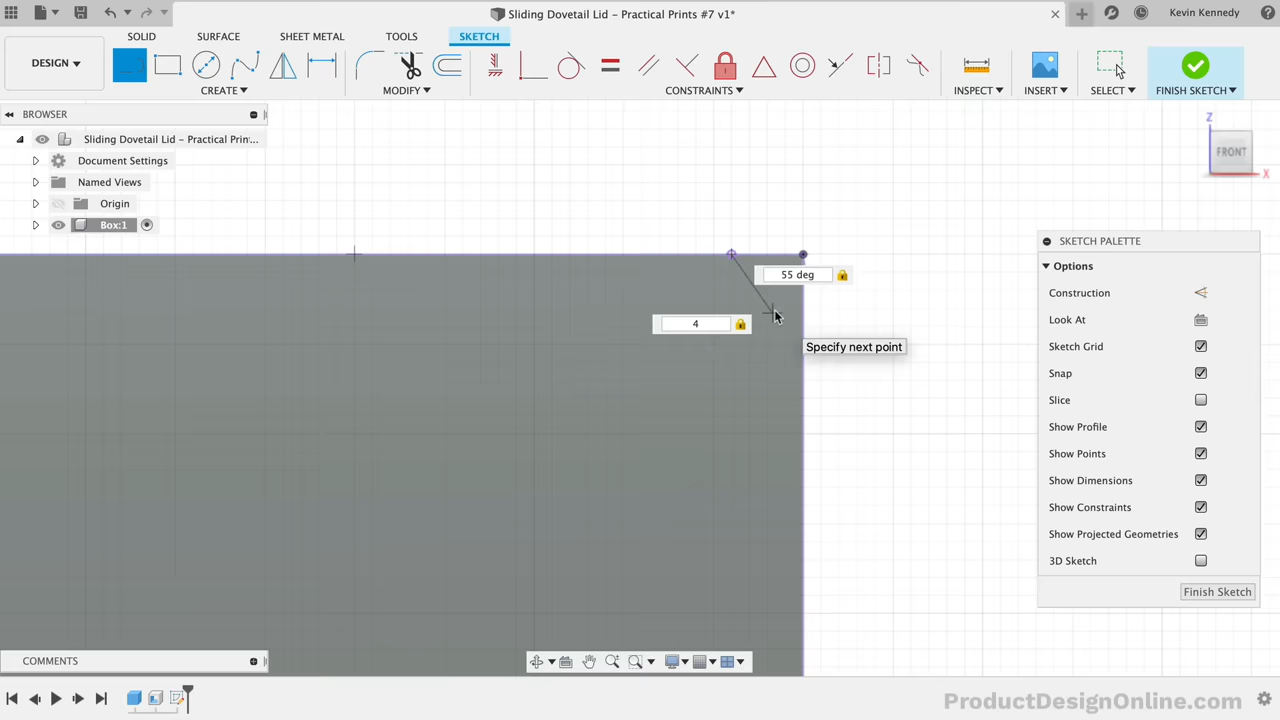 Sliding Dovetail Lid - Practical Prints #7 v1*
Kevin Kennedy
SOLID
SURFACE
SHEET METAL
TOOLS
SKETCH
DESIGN
CREATE
MODIFY
CONSTRAINTS
INSPECT
INSERT
SELECT
FINISH SKETCH
BROWSER
Sliding Dovetail Lid – Practical Prin...
Document Settings
Named Views
Origin
Box:1
Z
FRONT
X
55 deg
4
Specify next point
SKETCH PALETTE
Options
Construction
Look At
Sketch Grid
Snap
Slice
Show Profile
Show Points
Show Dimensions
Show Constraints
Show Projected Geometries
3D Sketch
Finish Sketch
COMMENTS
ProductDesignOnline.com